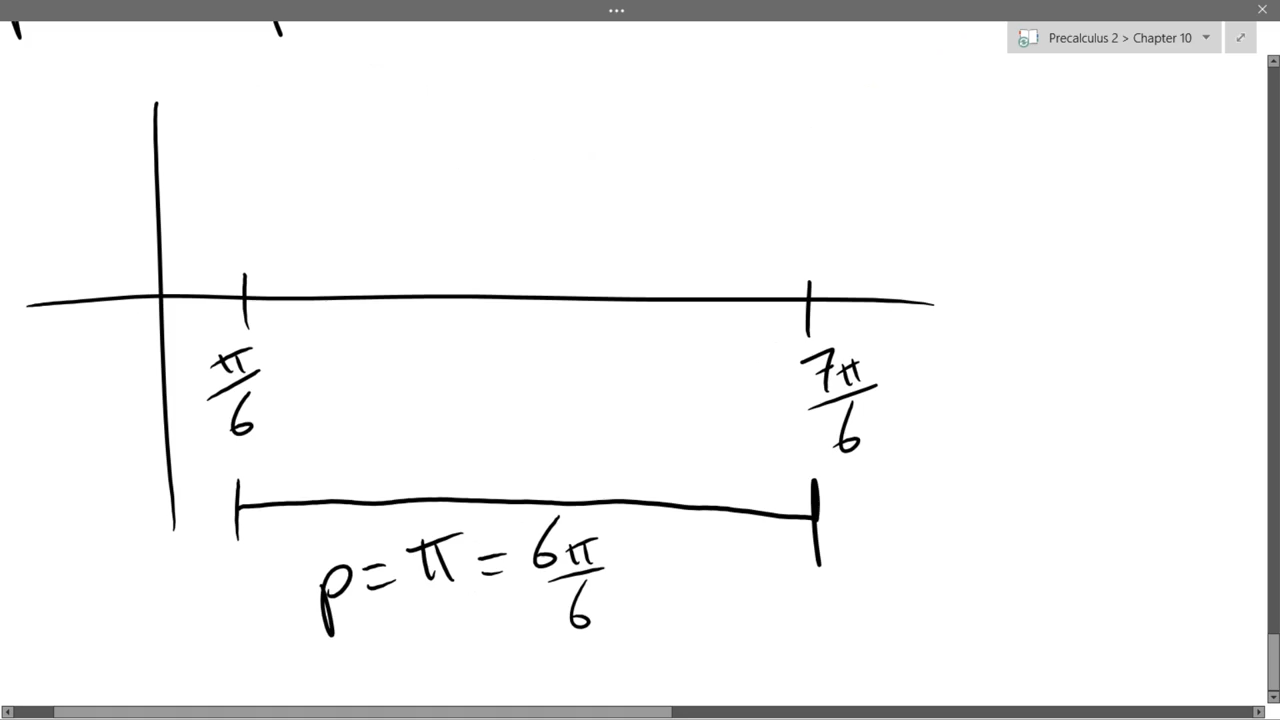 Precalculus 2 > Chapter 10
π/6
7π/6
p = π = 6π/6